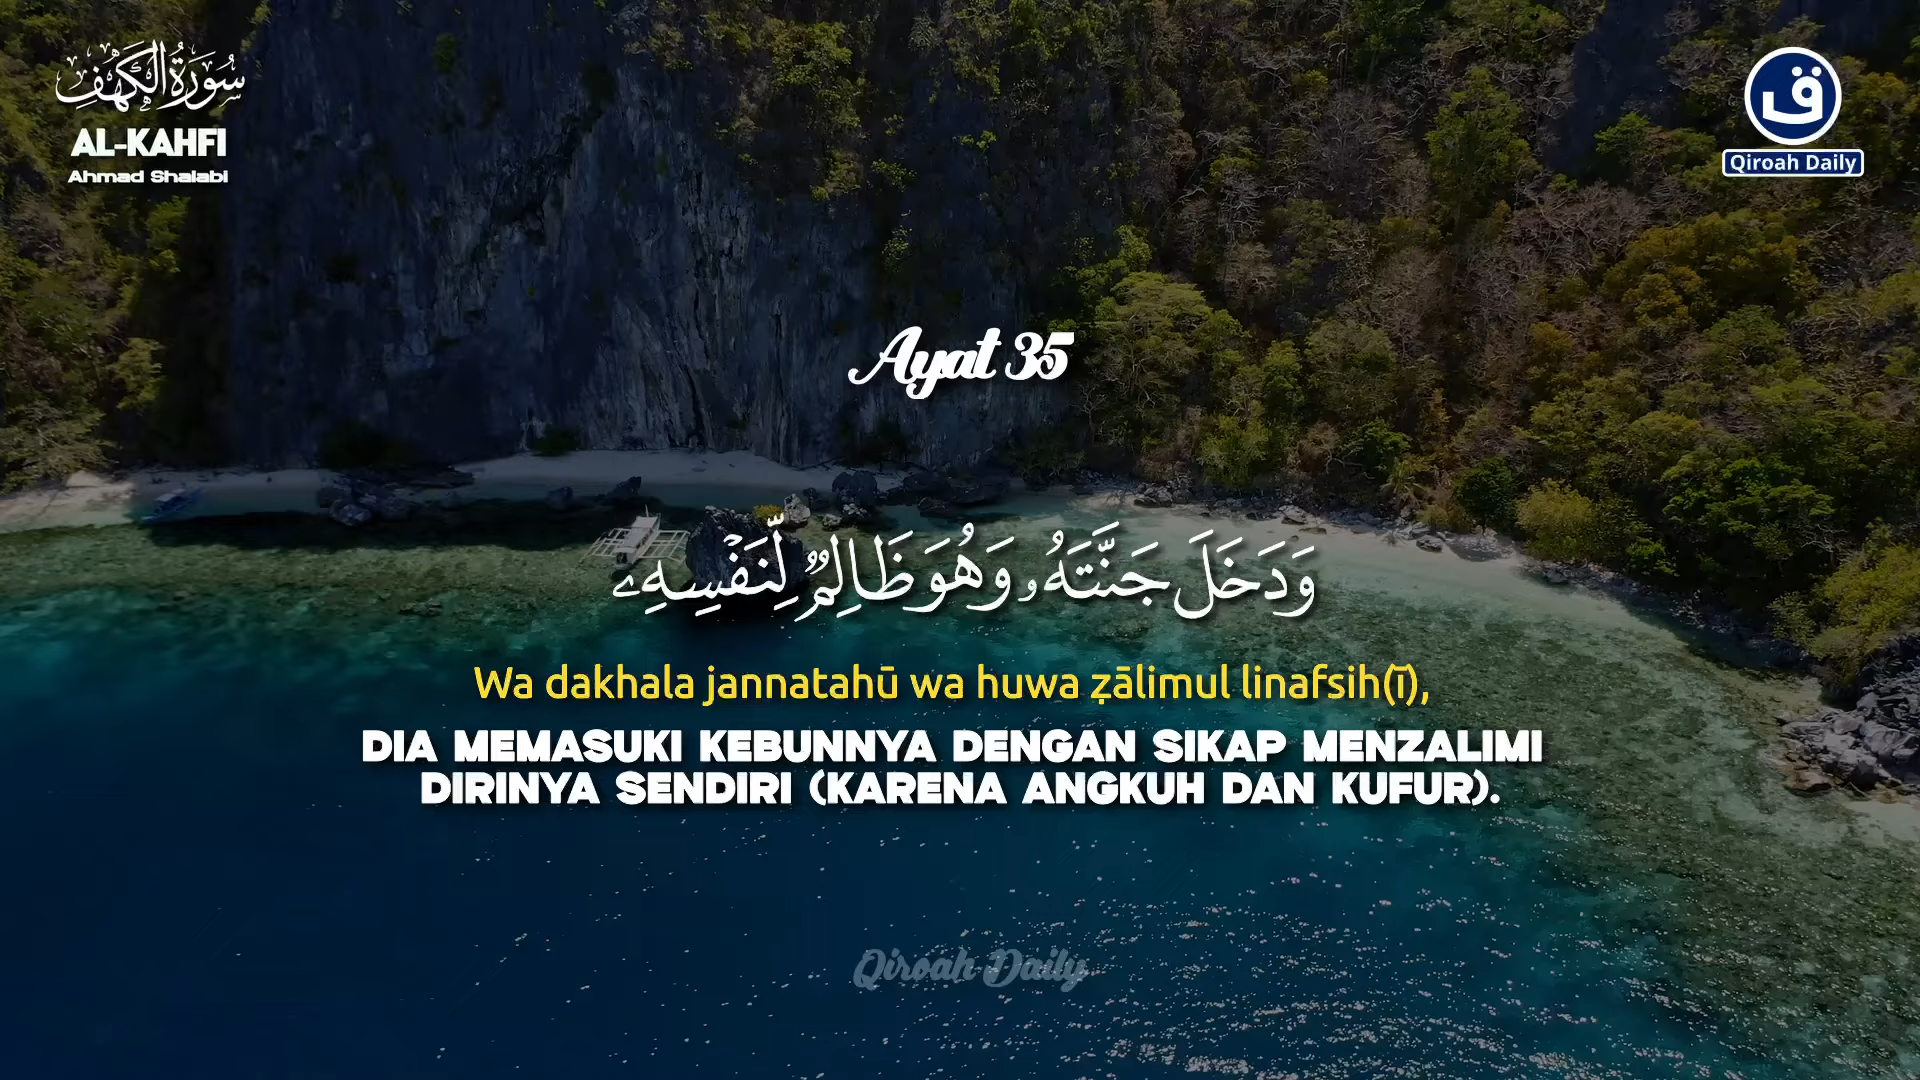 سُورَةُ الكَهْفِ
AL-KAHFI
Ahmad Shalabi
ق
Qiroah Daily
Ayat 35
وَدَخَلَ جَنَّتَهُۥ وَهُوَ ظَالِمٌ لِّنَفْسِهِۦ
Wa dakhala jannatahū wa huwa ẓālimul linafsih(ī),
DIA MEMASUKI KEBUNNYA DENGAN SIKAP MENZALIMI
DIRINYA SENDIRI (KARENA ANGKUH DAN KUFUR).
Qiroah Daily